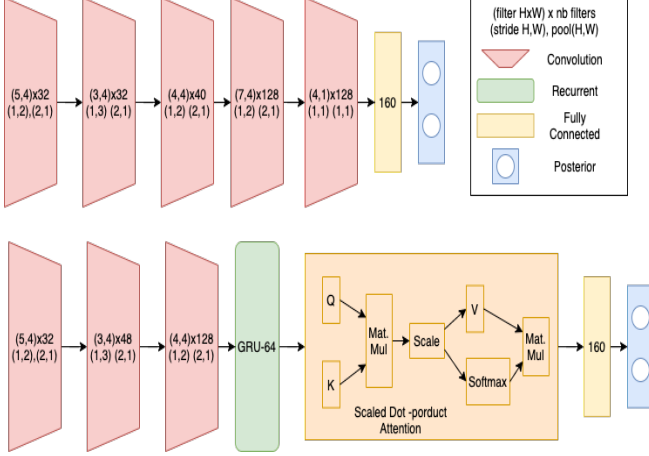 (5,4)x32
(1,2),(2,1)
(3,4)x32
(1,3) (2,1)
(4,4)x40
(1,2) (2,1)
(7,4)x128
(1,2) (2,1)
(4,1)x128
(1,1) (1,1)
160
(filter HxW) x nb filters
(stride H,W), pool(H,W)
Convolution
Recurrent
Fully
Connected
Posterior
(5,4)x32
(1,2),(2,1)
(3,4)x48
(1,3) (2,1)
(4,4)x128
(1,2) (2,1)
GRU-64
Q
K
Mat.
Mul
Scale
V
Softmax
Mat.
Mul
Scaled Dot -porduct
Attention
160